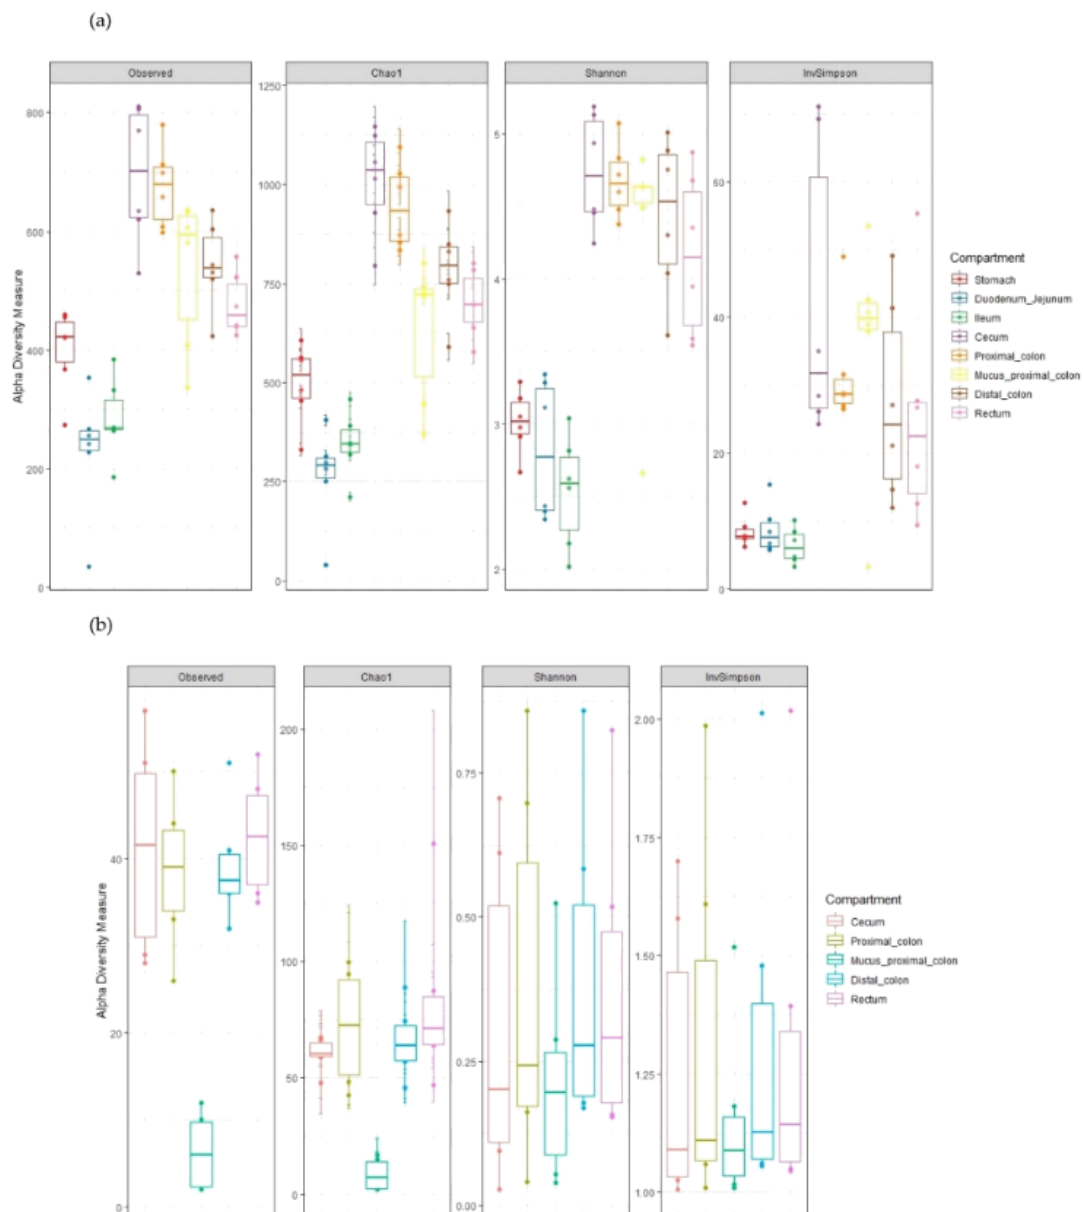 (a)
Observed
Chao1
Shannon
InvSimpson
Alpha Diversity Measure
800
600
400
200
0
1250
1000
750
500
250
0
5
4
3
2
60
40
20
0
Compartment
Stomach
Duodenum_Jejunum
Ileum
Cecum
Proximal_colon
Mucus_proximal_colon
Distal_colon
Rectum
(b)
Observed
Chao1
Shannon
InvSimpson
Alpha Diversity Measure
40
20
0
200
150
100
50
0
0.75
0.50
0.25
0.00
2.00
1.75
1.50
1.25
1.00
Compartment
Cecum
Proximal_colon
Mucus_proximal_colon
Distal_colon
Rectum